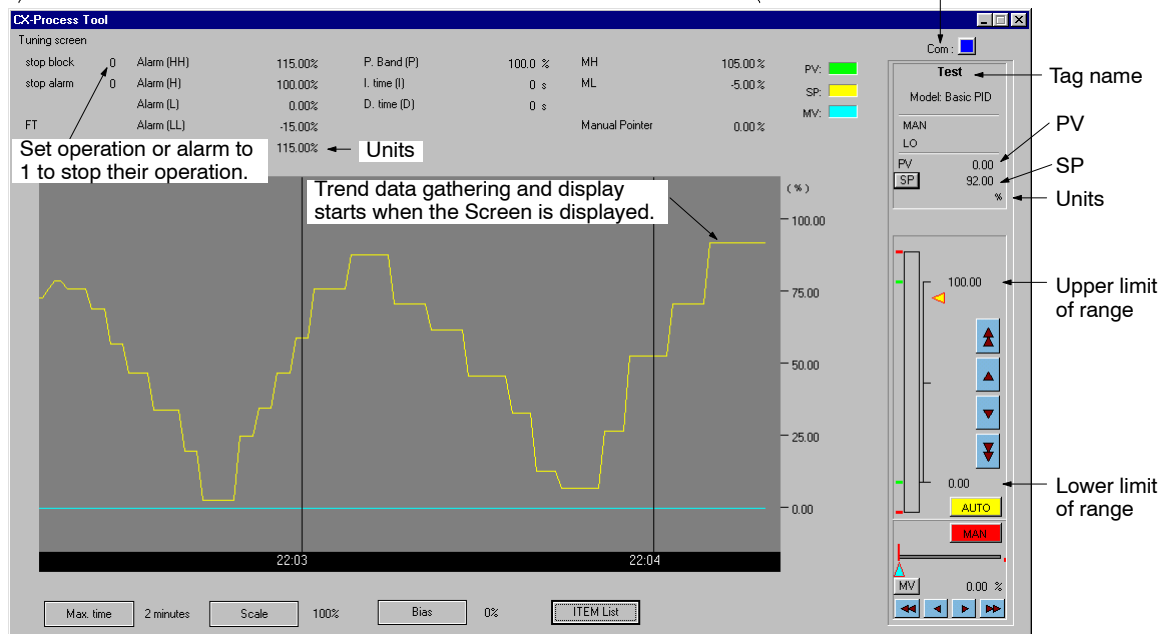 CX-Process Tool
Tuning screen
Com :
stop block 0 Alarm (HH) 115.00% P. Band (P) 100.0 % MH 105.00 % PV:
stop alarm 0 Alarm (H) 100.00% I. time (I) 0 s ML -5.00 % SP:
Alarm (L) 0.00% D. time (D) 0 s MV:
FT Alarm (LL) -15.00% Manual Pointer 0.00 %
115.00% Units
Set operation or alarm to
1 to stop their operation.
Trend data gathering and display
starts when the Screen is displayed.
(%)
100.00
75.00
50.00
25.00
0.00
22:03 22:04
Max. time 2 minutes Scale 100% Bias 0% ITEM List
Test
Tag name
Model: Basic PID
MAN
LO
PV 0.00
PV
SP 92.00
SP
%
Units
100.00
Upper limit
of range
0.00
Lower limit
of range
AUTO
MAN
MV 0.00 %